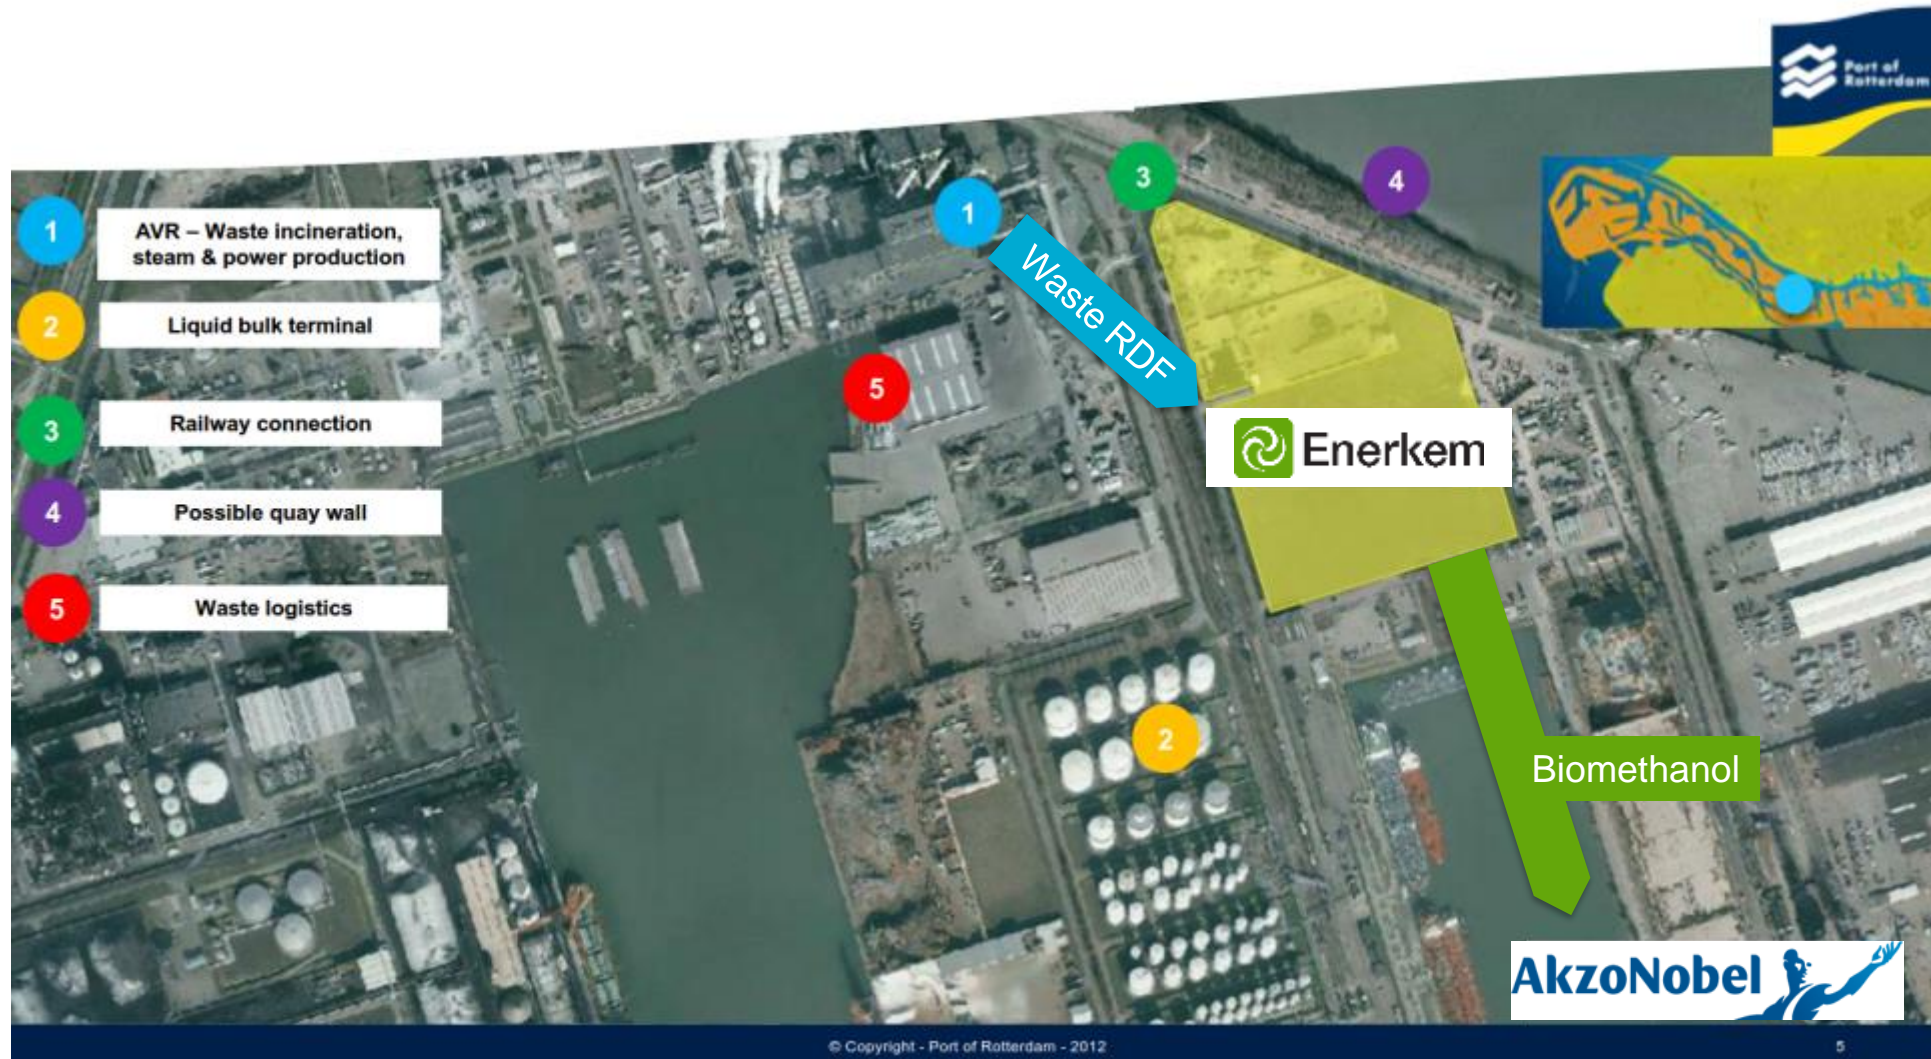 Port of
Rotterdam
1
AVR – Waste incineration,
steam & power production
2
Liquid bulk terminal
3
Railway connection
4
Possible quay wall
5
Waste logistics
1
3
4
Waste RDF
5
Enerkem
2
Biomethanol
AkzoNobel
© Copyright - Port of Rotterdam - 2012
5